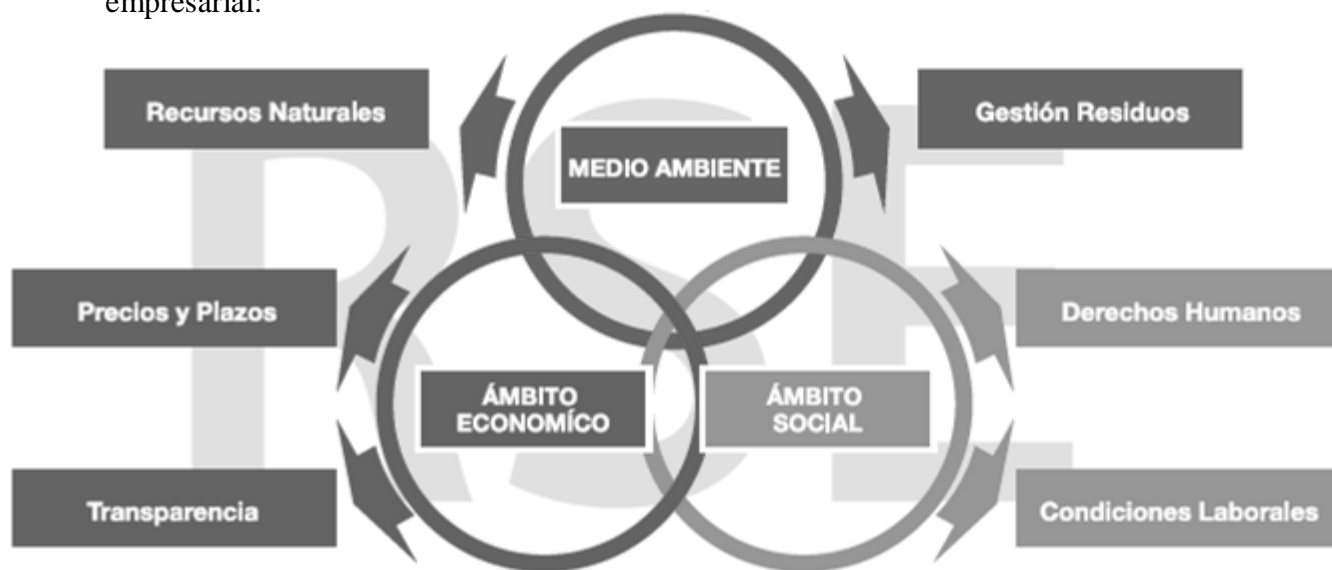 empresarial:
Recursos Naturales
Gestión Residuos
MEDIO AMBIENTE
Precios y Plazos
Derechos Humanos
ÁMBITO
ECONOMÍCO
ÁMBITO
SOCIAL
Transparencia
Condiciones Laborales
RSE